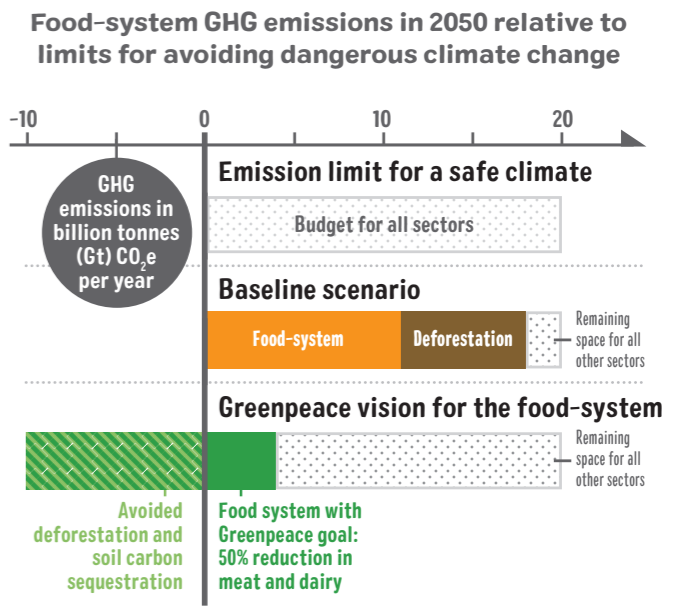 Food-system GHG emissions in 2050 relative to
limits for avoiding dangerous climate change
-10 0 10 20
GHG
emissions in
billion tonnes
(Gt) CO₂e
per year
Emission limit for a safe climate
Budget for all sectors
Baseline scenario
Food-system
Deforestation
Remaining
space for all
other sectors
Greenpeace vision for the food-system
Remaining
space for all
other sectors
Avoided
deforestation and
soil carbon
sequestration
Food system with
Greenpeace goal:
50% reduction in
meat and dairy